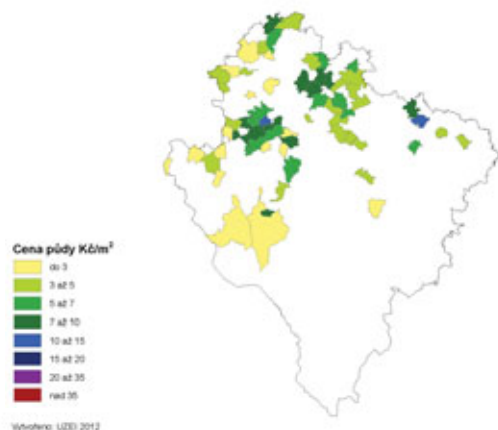 Cena půdy Kč/m²
do 3
3 až 5
5 až 7
7 až 10
10 až 15
15 až 20
20 až 35
nad 35
Vytvořeno: ÚZEI 2012